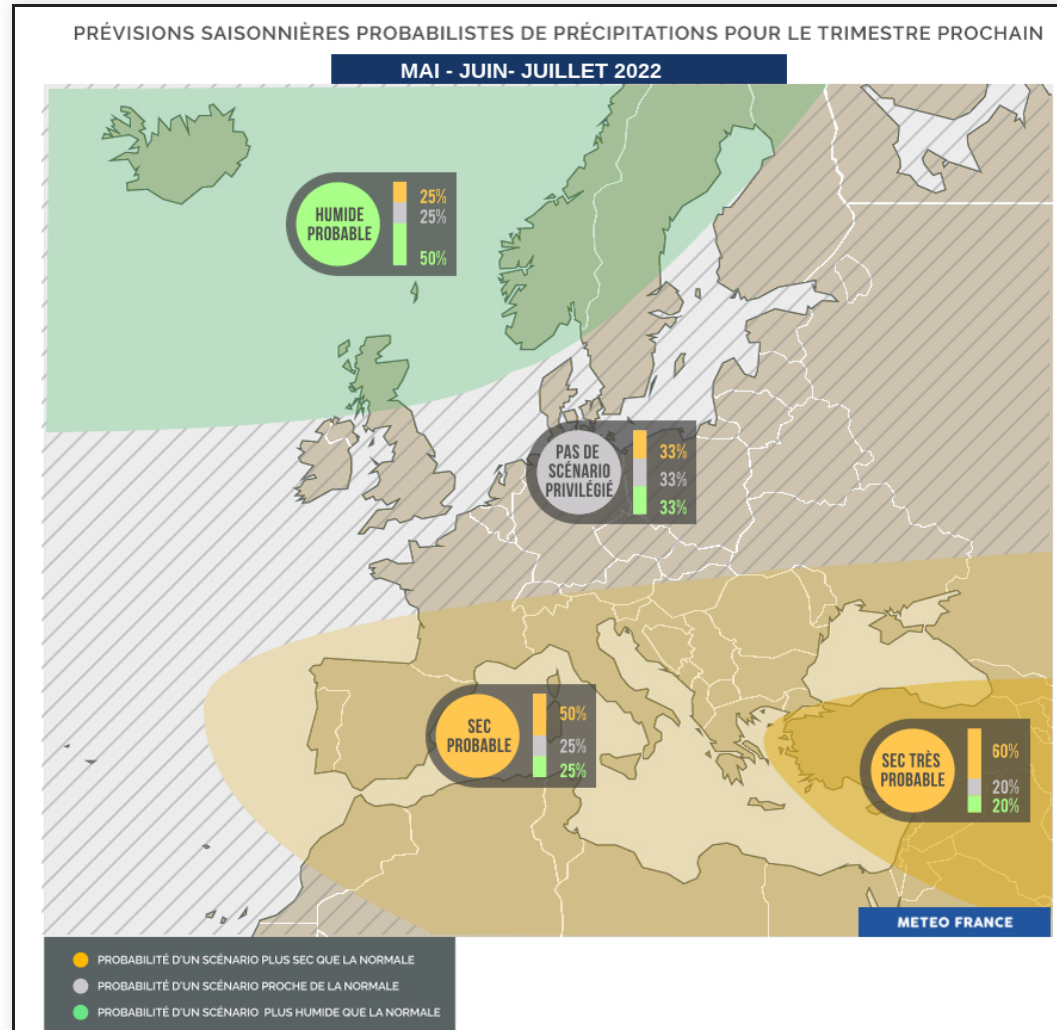 PRÉVISIONS SAISONNIÈRES PROBABILISTES DE PRÉCIPITATIONS POUR LE TRIMESTRE PROCHAIN
MAI - JUIN- JUILLET 2022
HUMIDE
PROBABLE
25%
25%
50%
PAS DE
SCÉNARIO
PRIVILÉGIÉ
33%
33%
33%
SEC
PROBABLE
50%
25%
25%
SEC TRÈS
PROBABLE
60%
20%
20%
METEO FRANCE
PROBABILITÉ D'UN SCÉNARIO PLUS SEC QUE LA NORMALE
PROBABILITÉ D'UN SCÉNARIO PROCHE DE LA NORMALE
PROBABILITÉ D'UN SCÉNARIO PLUS HUMIDE QUE LA NORMALE